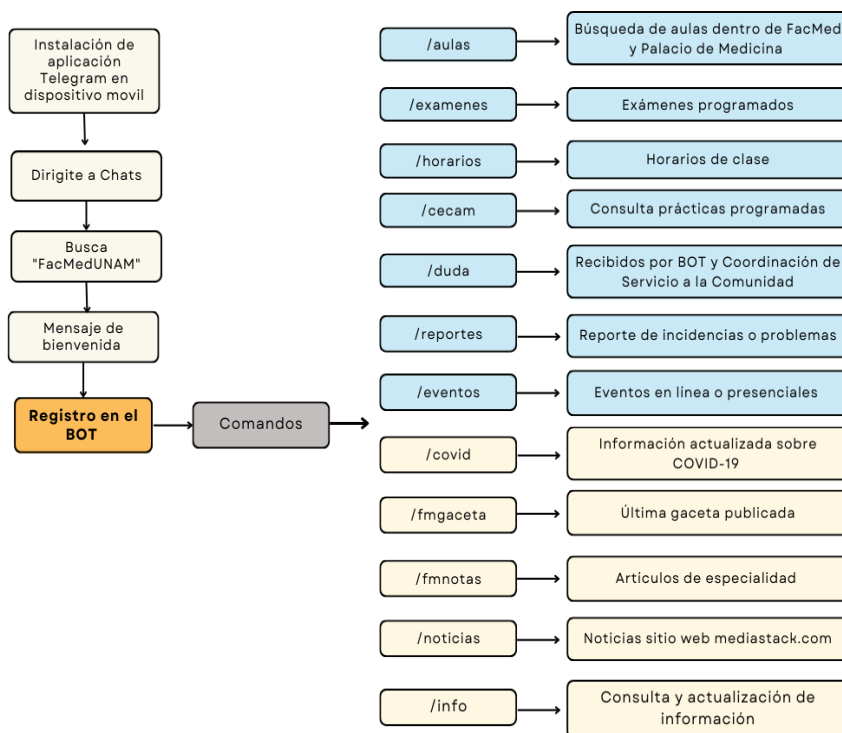 Instalación de
aplicación
Telegram en
dispositivo movil
Dirigite a Chats
Busca
"FacMedUNAM"
Mensaje de
bienvenida
Registro en el
BOT
Comandos
/aulas
Búsqueda de aulas dentro de FacMed
y Palacio de Medicina
/examenes
Exámenes programados
/horarios
Horarios de clase
/cecam
Consulta prácticas programadas
/duda
Recibidos por BOT y Coordinación de
Servicio a la Comunidad
/reportes
Reporte de incidencias o problemas
/eventos
Eventos en línea o presenciales
/covid
Información actualizada sobre
COVID-19
/fmgaceta
Última gaceta publicada
/fmnotas
Artículos de especialidad
/noticias
Noticias sitio web mediastack.com
/info
Consulta y actualización de
información